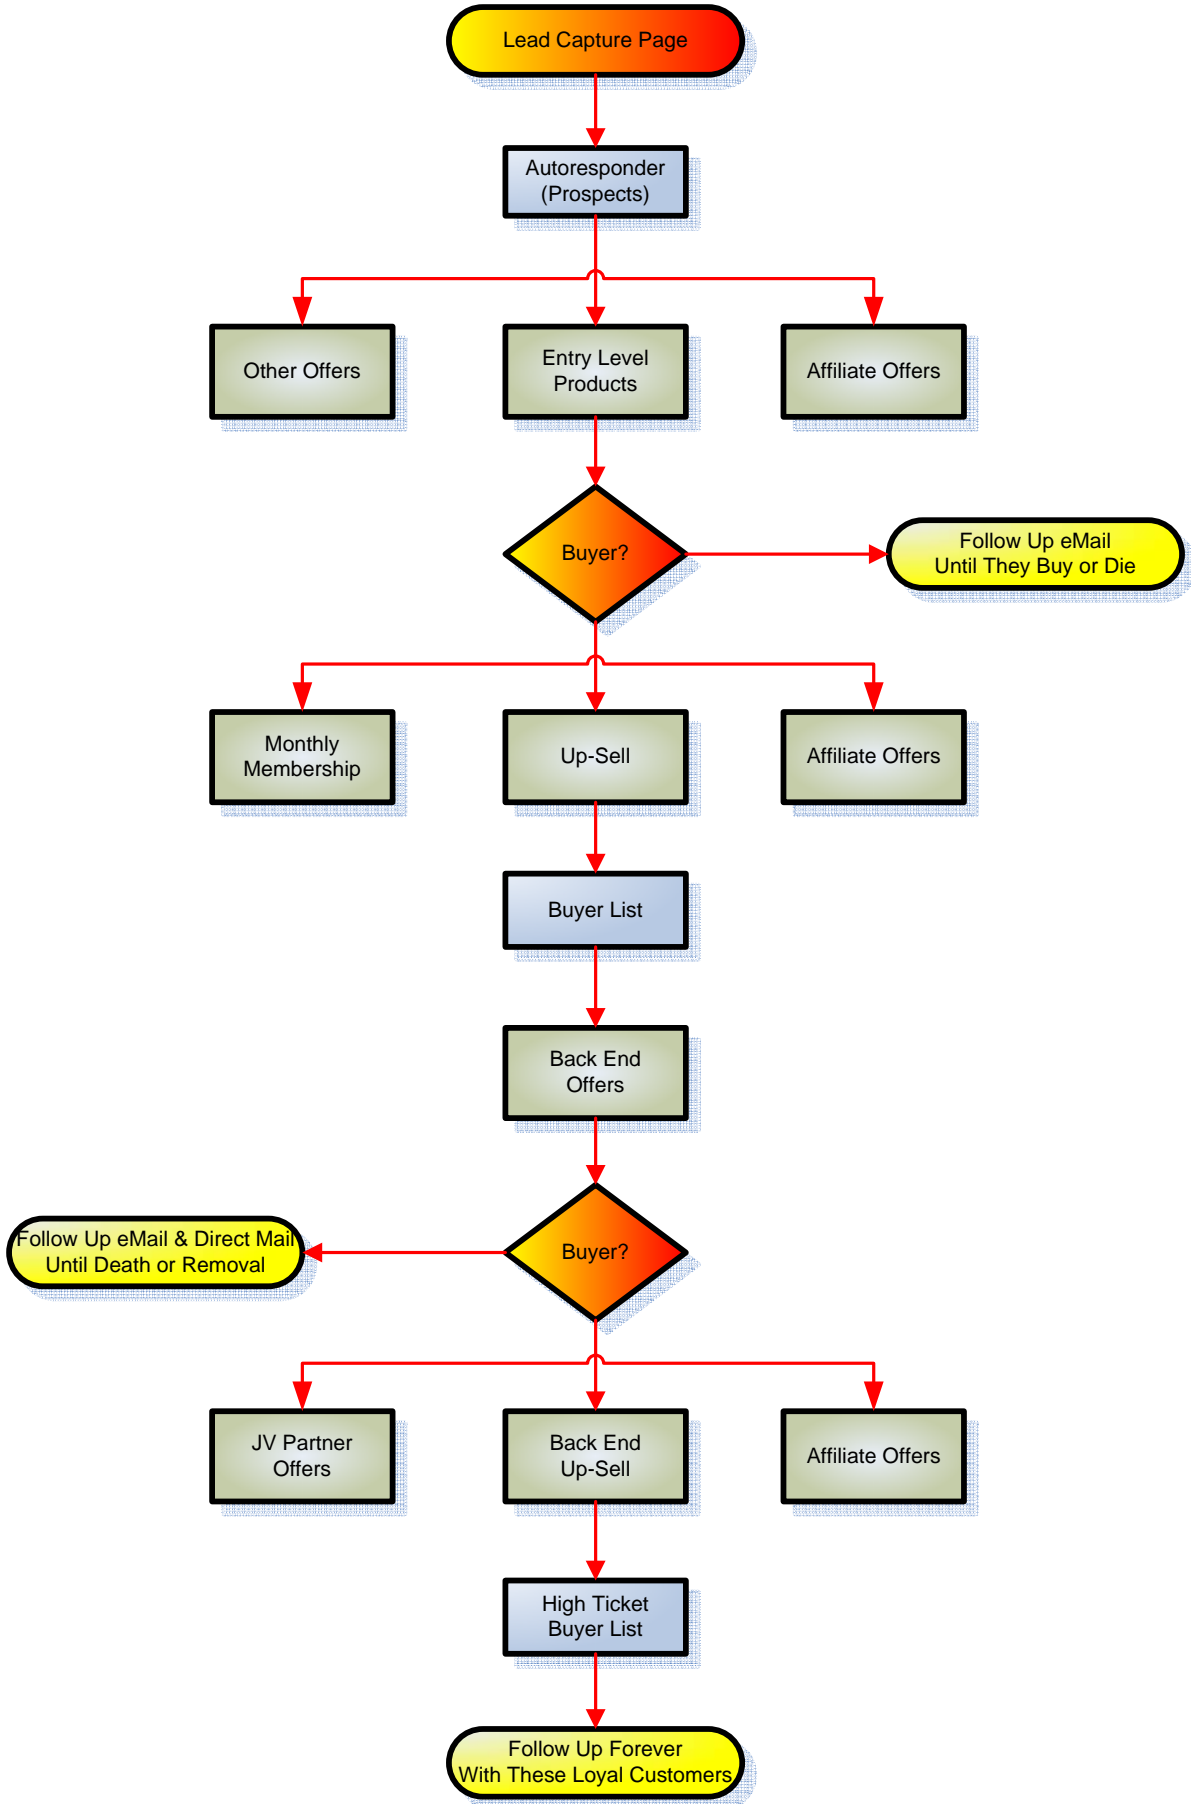 Lead Capture Page
Autoresponder
(Prospects)
Other Offers
Entry Level
Products
Affiliate Offers
Buyer?
Follow Up eMail
Until They Buy or Die
Monthly
Membership
Up-Sell
Affiliate Offers
Buyer List
Back End
Offers
Follow Up eMail & Direct Mail
Until Death or Removal
Buyer?
JV Partner
Offers
Back End
Up-Sell
Affiliate Offers
High Ticket
Buyer List
Follow Up Forever
With These Loyal Customers